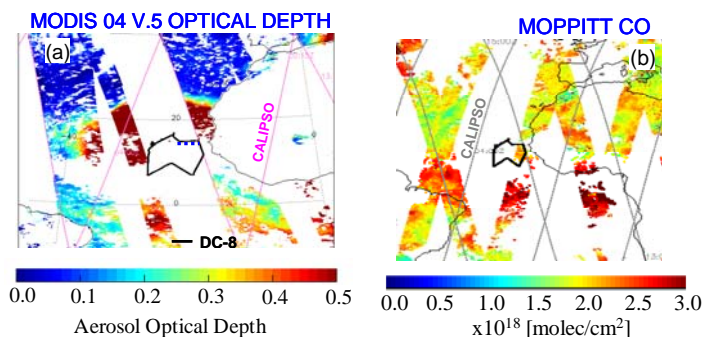 MODIS 04 V.5 OPTICAL DEPTH
MOPPITT CO
(a)
(b)
20
0
CALIPSO
CALIPSO
0
DC-8
0.0 0.1 0.2 0.3 0.4 0.5
Aerosol Optical Depth
0.0 0.5 1.0 1.5 2.0 2.5 3.0
x10¹⁸ [molec/cm²]